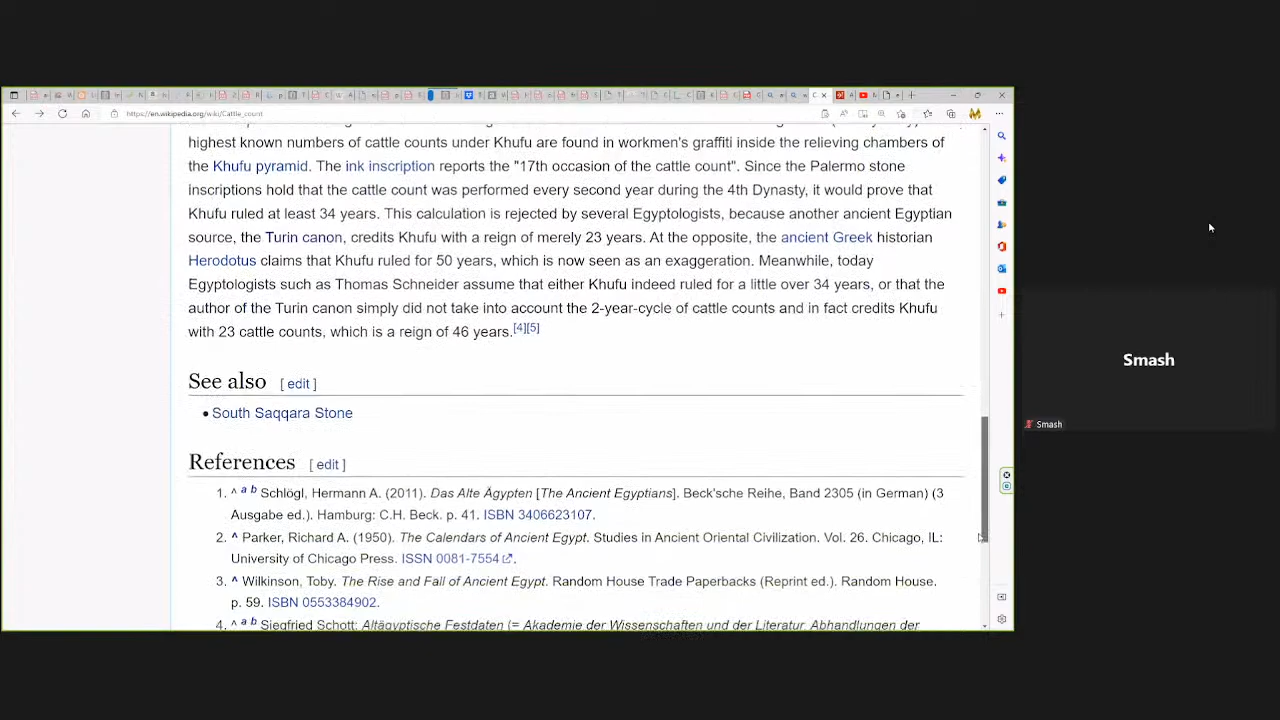 https://en.wikipedia.org/wiki/Cattle_count
highest known numbers of cattle counts under Khufu are found in workmen's graffiti inside the relieving chambers of
the Khufu pyramid. The ink inscription reports the "17th occasion of the cattle count". Since the Palermo stone
inscriptions hold that the cattle count was performed every second year during the 4th Dynasty, it would prove that
Khufu ruled at least 34 years. This calculation is rejected by several Egyptologists, because another ancient Egyptian
source, the Turin canon, credits Khufu with a reign of merely 23 years. At the opposite, the ancient Greek historian
Herodotus claims that Khufu ruled for 50 years, which is now seen as an exaggeration. Meanwhile, today
Egyptologists such as Thomas Schneider assume that either Khufu indeed ruled for a little over 34 years, or that the
author of the Turin canon simply did not take into account the 2-year-cycle of cattle counts and in fact credits Khufu
with 23 cattle counts, which is a reign of 46 years.[4][5]
See also [ edit ]
• South Saqqara Stone
References [ edit ]
1. ^ a b Schlögl, Hermann A. (2011). Das Alte Ägypten [The Ancient Egyptians]. Beck'sche Reihe, Band 2305 (in German) (3
Ausgabe ed.). Hamburg: C.H. Beck. p. 41. ISBN 3406623107.
2. ^ Parker, Richard A. (1950). The Calendars of Ancient Egypt. Studies in Ancient Oriental Civilization. Vol. 26. Chicago, IL:
University of Chicago Press. ISSN 0081-7554.
3. ^ Wilkinson, Toby. The Rise and Fall of Ancient Egypt. Random House Trade Paperbacks (Reprint ed.). Random House.
p. 59. ISBN 0553384902.
4. ^ a b Siegfried Schott: Altägyptische Festdaten (= Akademie der Wissenschaften und der Literatur. Abhandlungen der
Smash
Smash